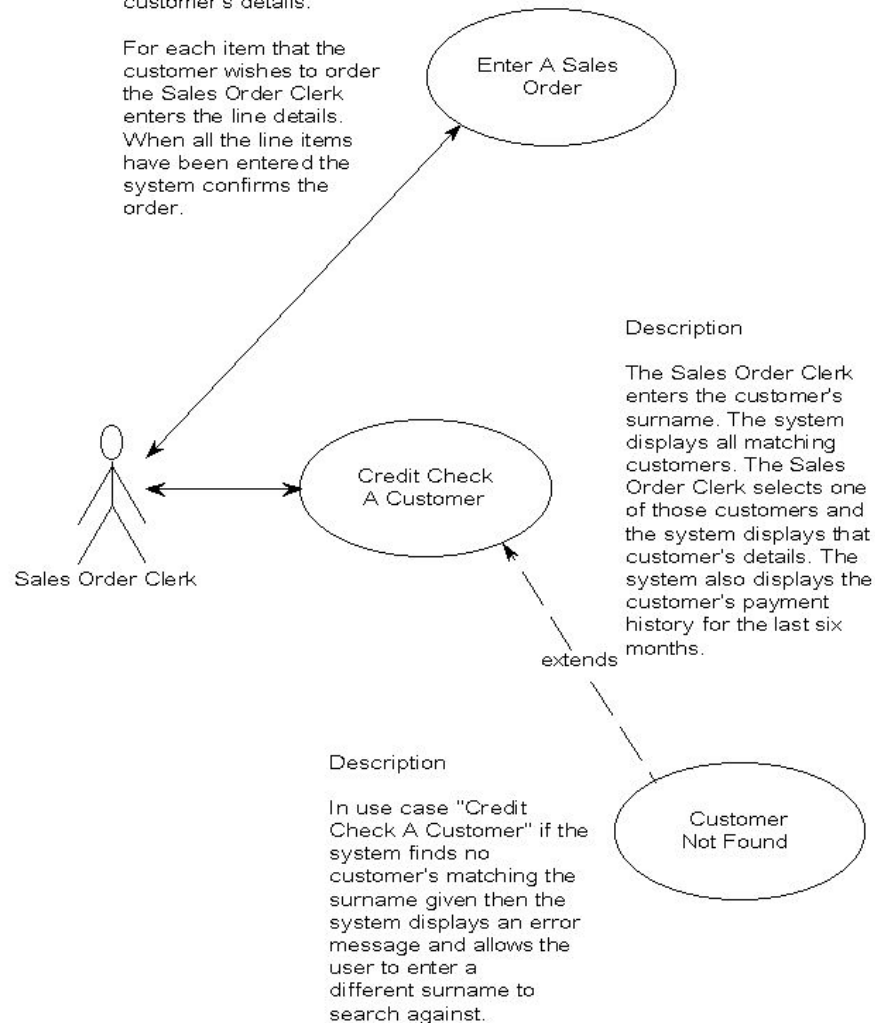 customer's details.
For each item that the
customer wishes to order
the Sales Order Clerk
enters the line details.
When all the line items
have been entered the
system confirms the
order.
Enter A Sales
Order
Description
The Sales Order Clerk
enters the customer's
surname. The system
displays all matching
customers. The Sales
Order Clerk selects one
of those customers and
the system displays that
customer's details. The
system also displays the
customer's payment
history for the last six
months.
Credit Check
A Customer
Sales Order Clerk
extends
Description
In use case "Credit
Check A Customer" if the
system finds no
customer's matching the
surname given then the
system displays an error
message and allows the
user to enter a
different surname to
search against.
Customer
Not Found